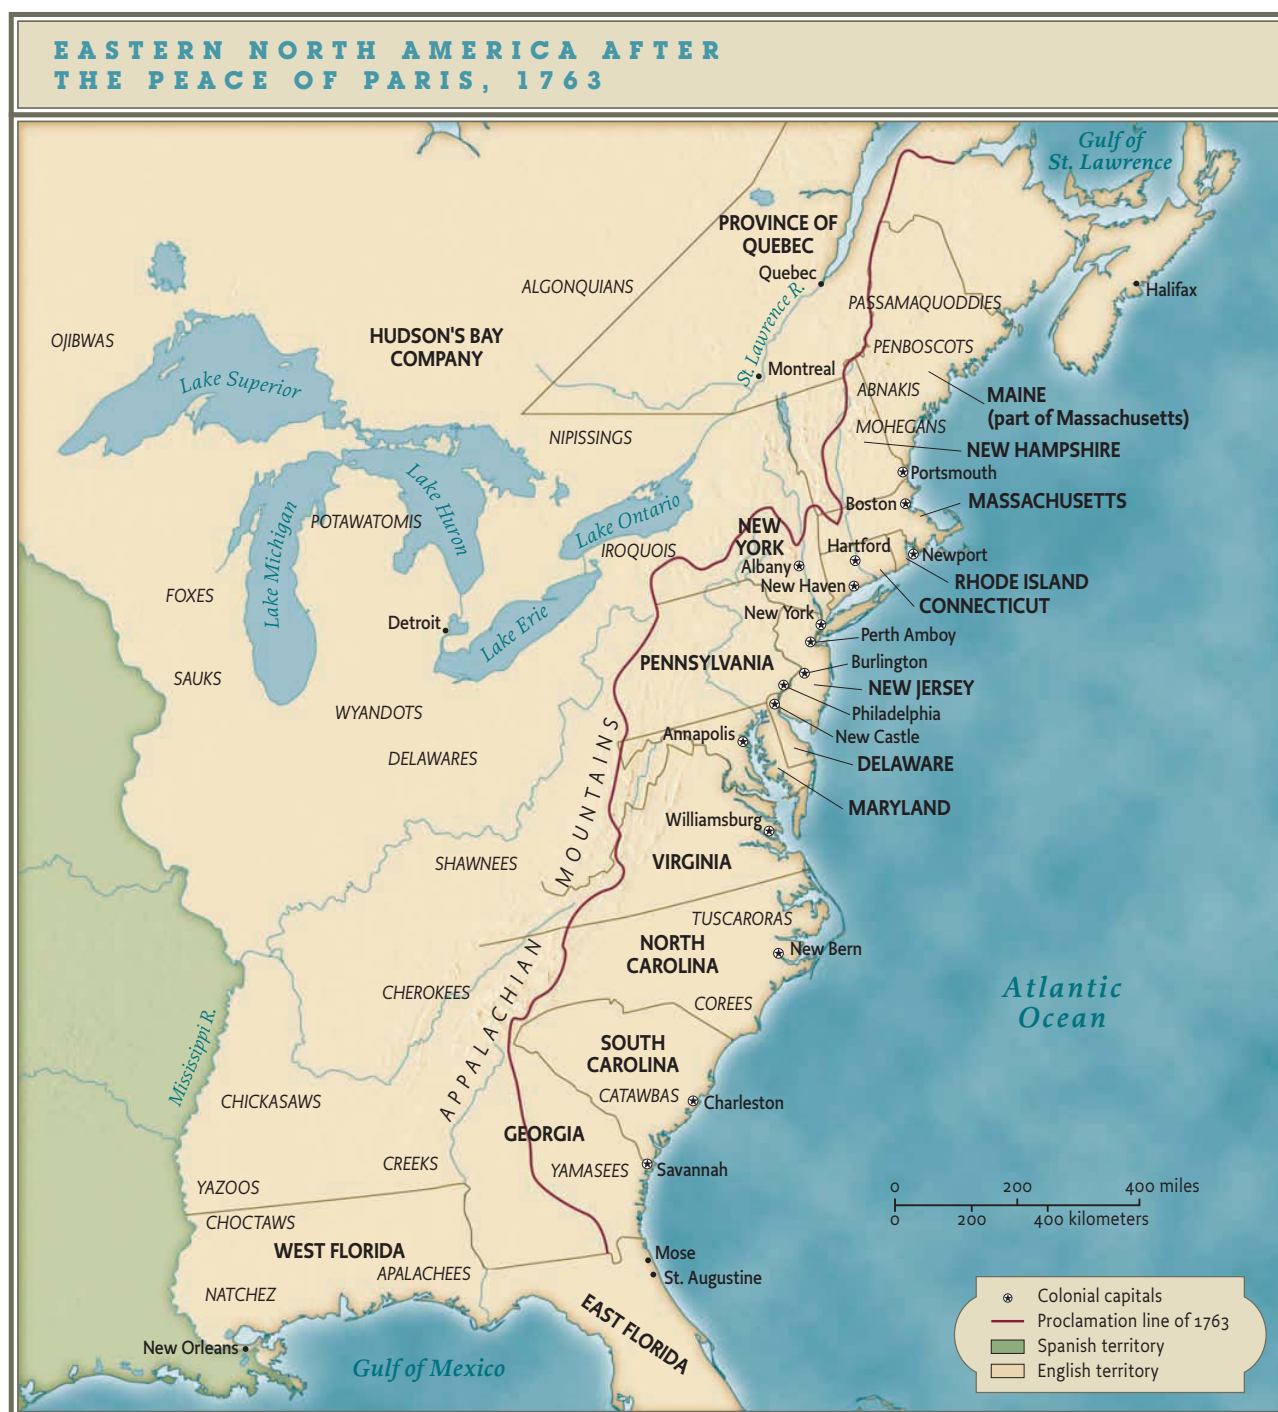 EASTERN NORTH AMERICA AFTER
THE PEACE OF PARIS, 1763
Gulf of
St. Lawrence
PROVINCE OF
QUEBEC
Quebec
Halifax
ALGONQUIANS
PASSAMAQUODDIES
OJIBWAS
HUDSON'S BAY
COMPANY
St. Lawrence R.
PENBOSCOTS
Lake Superior
Montreal
ABNAKIS
MAINE
(part of Massachusetts)
MOHEGANS
NIPISSINGS
NEW HAMPSHIRE
Portsmouth
Lake Huron
Lake Michigan
POTAWATOMIS
Lake Ontario
Boston
MASSACHUSETTS
NEW
YORK
IROQUOIS
Hartford
Newport
Albany
RHODE ISLAND
New Haven
CONNECTICUT
FOXES
New York
Detroit
Lake Erie
Perth Amboy
PENNSYLVANIA
Burlington
SAUKS
NEW JERSEY
WYANDOTS
Philadelphia
Annapolis
New Castle
DELAWARES
DELAWARE
MARYLAND
Williamsburg
SHAWNEES
VIRGINIA
APPALACHIAN MOUNTAINS
TUSCARORAS
NORTH
CAROLINA
New Bern
CHEROKEES
COREES
Atlantic
Ocean
Mississippi R.
SOUTH
CAROLINA
CHICKASAWS
CATAWBAS
Charleston
GEORGIA
CREEKS
YAMASEES
Savannah
YAZOOS
0 200 400 miles
0 200 400 kilometers
CHOCTAWS
WEST FLORIDA
Mose
APALACHEES
St. Augustine
NATCHEZ
EAST FLORIDA
New Orleans
Gulf of Mexico
Colonial capitals
Proclamation line of 1763
Spanish territory
English territory